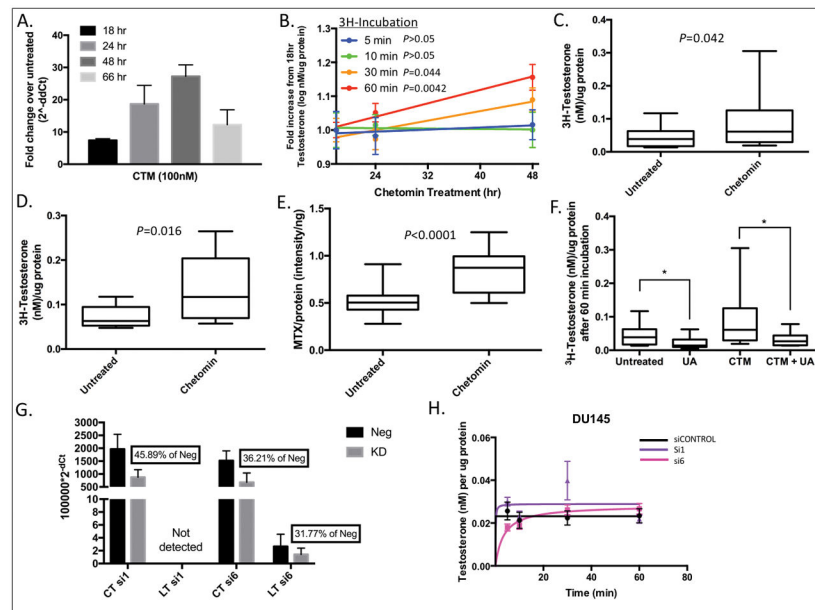 A.
18 hr
24 hr
48 hr
66 hr
Fold change over untreated
(2^-ddCt)
40
30
20
10
0
CTM (100nM)
B.
3H-Incubation
5 min P>0.05
10 min P>0.05
30 min P=0.044
60 min P=0.0042
Fold increase from 18hr
Testosterone (log nM/ug protein)
1.3
1.2
1.1
1.0
0.9
24 32 40 48
Chetomin Treatment (hr)
C.
P=0.042
3H-Testosterone
(nM)/ug protein
0.4
0.3
0.2
0.1
0.0
Untreated
Chetomin
D.
P=0.016
3H-Testosterone
(nM)/ug protein
0.3
0.2
0.1
0.0
Untreated
Chetomin
E.
P<0.0001
MTX/protein (intensity/ng)
1.5
1.0
0.5
0.0
Untreated
Chetomin
F.
*
*
³H-Testosterone (nM)/ug protein
after 60 min incubation
0.4
0.3
0.2
0.1
0.0
Untreated UA CTM CTM + UA
G.
Neg
KD
100000*2^-dCt
3000
2500
2000
1500
1000
500
10
8
6
4
2
0
45.89% of Neg
Not
detected
36.21% of Neg
31.77% of Neg
CT si1
LT si1
CT si6
LT si6
H.
DU145
siCONTROL
Si1
si6
Testosterone (nM) per ug protein
0.06
0.04
0.02
0.00
20 40 60 80
Time (min)